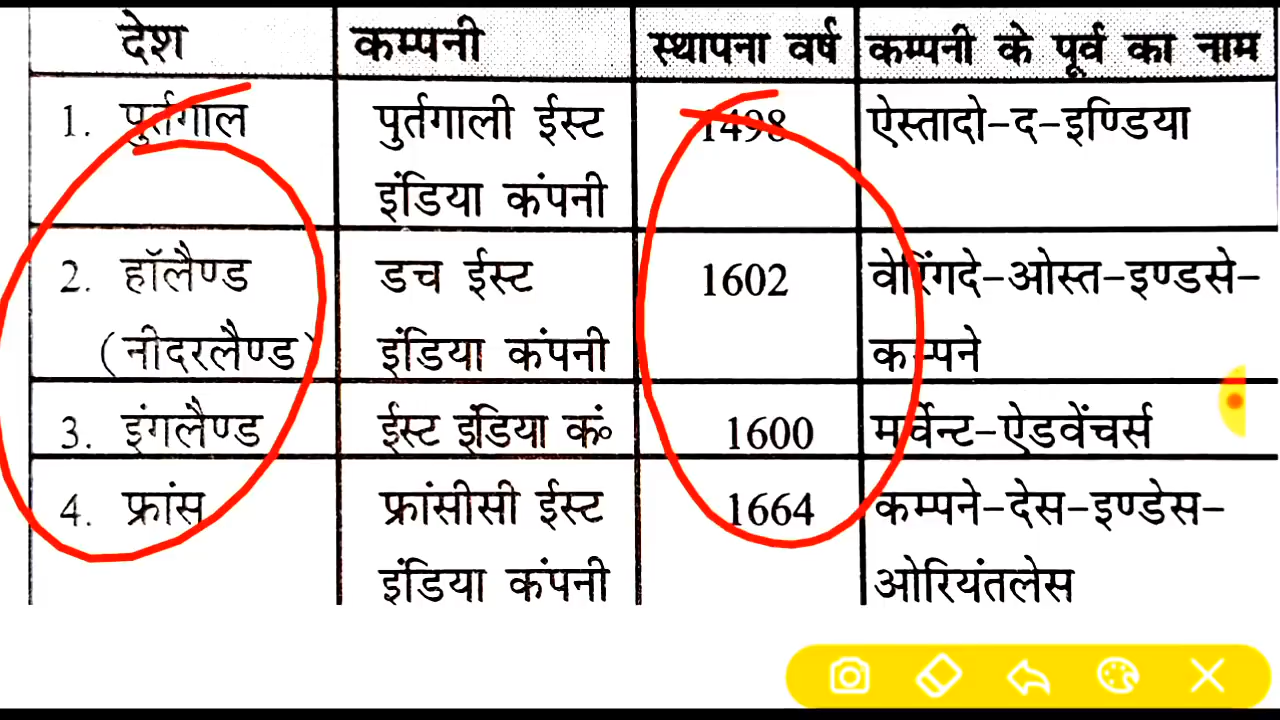 देश कम्पनी स्थापना वर्ष कम्पनी के पूर्व का नाम
1. पुर्तगाल पुर्तगाली ईस्ट 1498 ऐस्तादो-द-इण्डिया
इंडिया कंपनी
2. हॉलैण्ड डच ईस्ट 1602 वेरिंगदे-ओस्त-इण्डसे-
(नीदरलैण्ड) इंडिया कंपनी कम्पने
3. इंगलैण्ड ईस्ट इंडिया कं॰ 1600 मर्चेन्ट-ऐडवेंचर्स
4. फ्रांस फ्रांसीसी ईस्ट 1664 कम्पने-देस-इण्डेस-
इंडिया कंपनी ओरियंतलेस